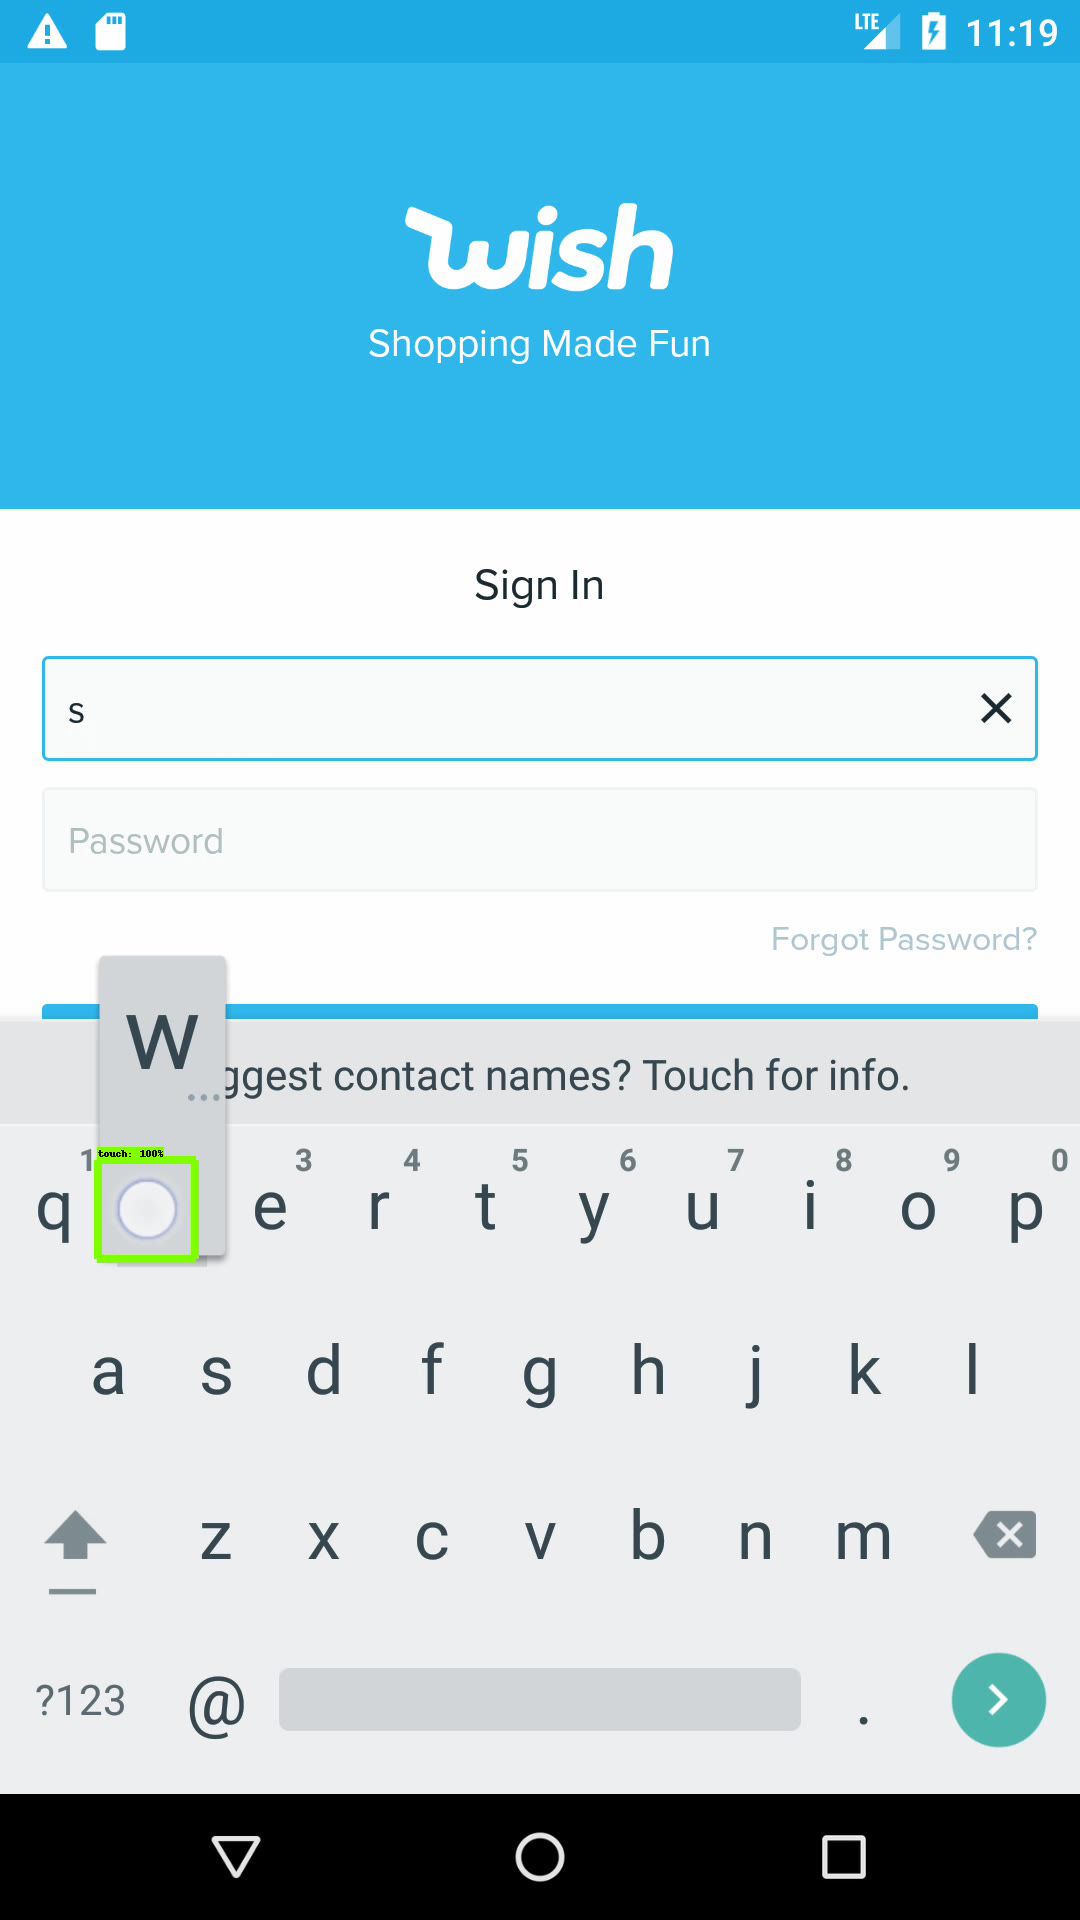 LTE 11:19
wish
Shopping Made Fun
Sign In
s
Password
Forgot Password?
w
...
ggest contact names? Touch for info.
touch: 100%
1 3 4 5 6 7 8 9 0
q e r t y u i o p
a s d f g h j k l
z x c v b n m
?123 @ .